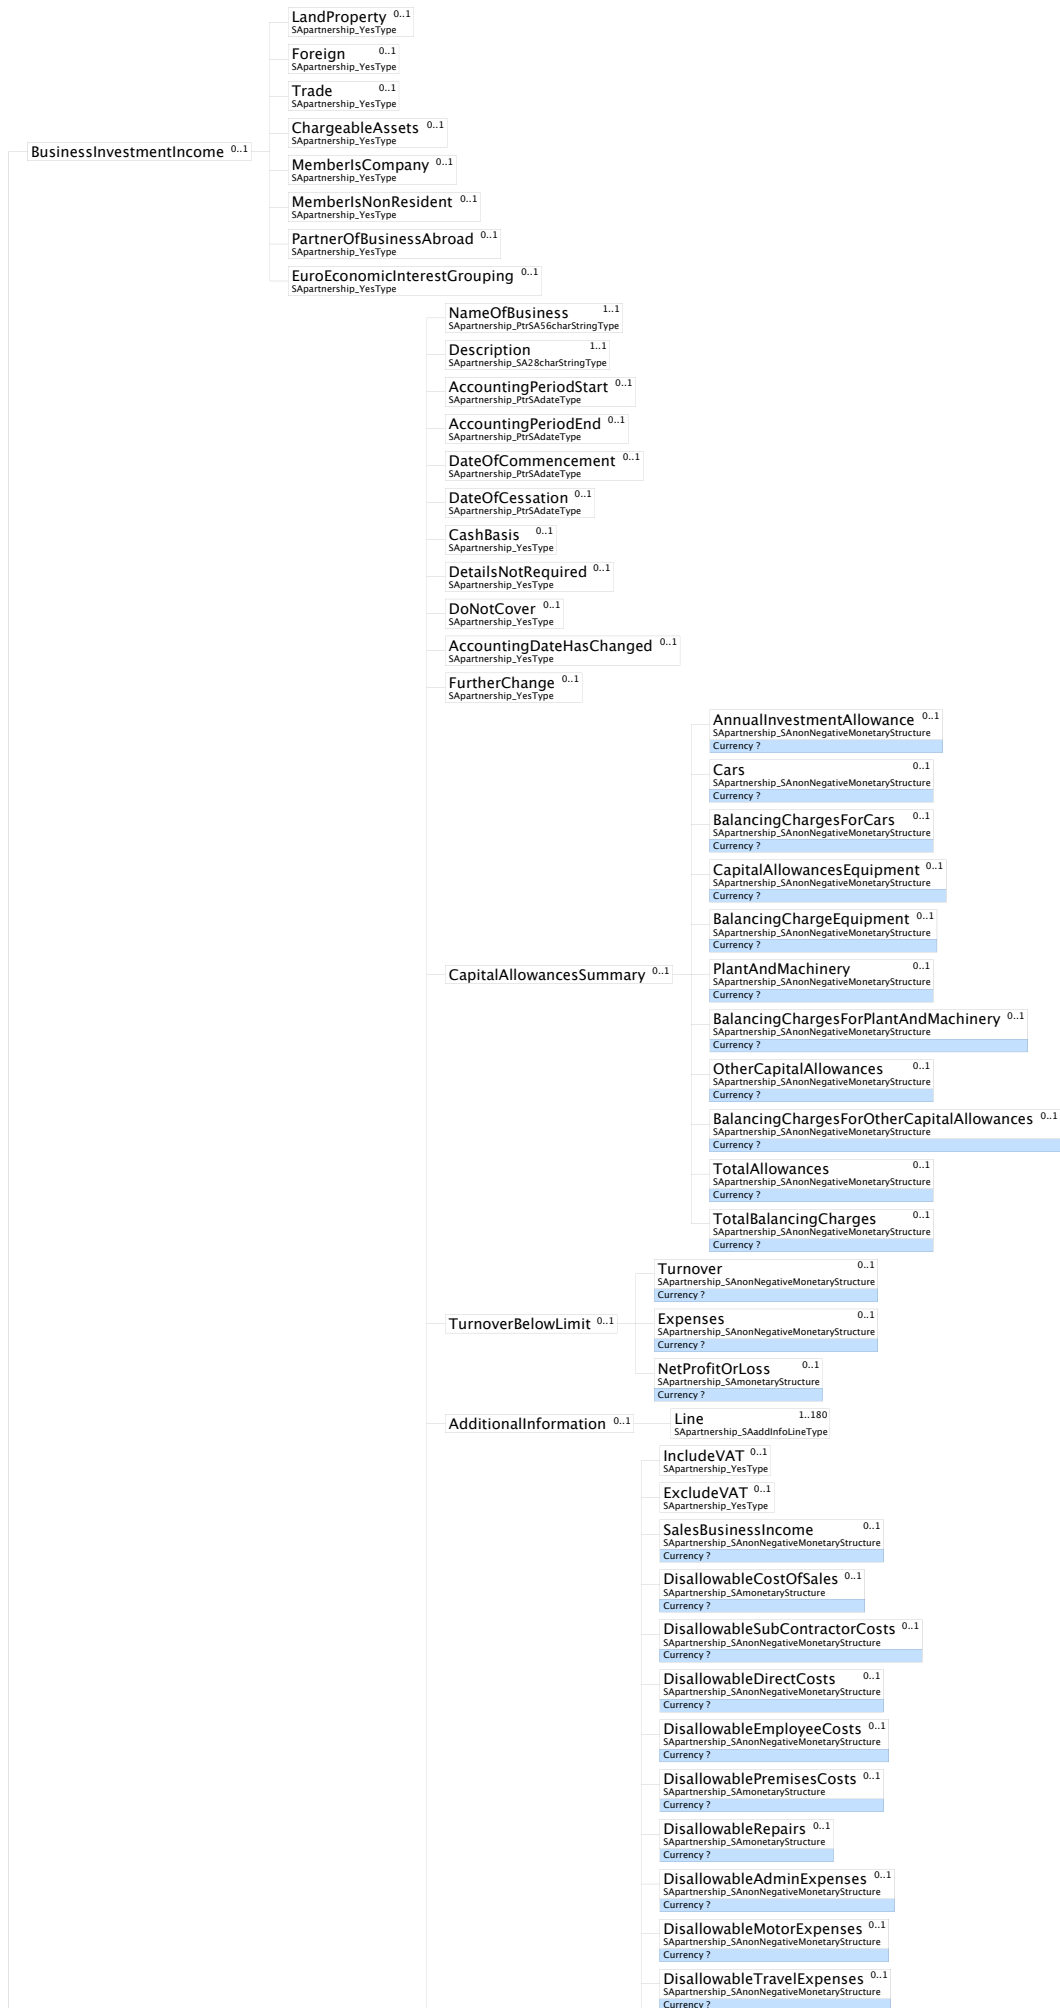 LandProperty 0..1
SApartnership_YesType
Foreign 0..1
SApartnership_YesType
Trade 0..1
SApartnership_YesType
ChargeableAssets 0..1
SApartnership_YesType
BusinessInvestmentIncome 0..1
MemberIsCompany 0..1
SApartnership_YesType
MemberIsNonResident 0..1
SApartnership_YesType
PartnerOfBusinessAbroad 0..1
SApartnership_YesType
EuroEconomicInterestGrouping 0..1
SApartnership_YesType
NameOfBusiness 1..1
SApartnership_PtrSA56charStringType
Description 1..1
SApartnership_SA28charStringType
AccountingPeriodStart 0..1
SApartnership_PtrSAdateType
AccountingPeriodEnd 0..1
SApartnership_PtrSAdateType
DateOfCommencement 0..1
SApartnership_PtrSAdateType
DateOfCessation 0..1
SApartnership_PtrSAdateType
CashBasis 0..1
SApartnership_YesType
DetailsNotRequired 0..1
SApartnership_YesType
DoNotCover 0..1
SApartnership_YesType
AccountingDateHasChanged 0..1
SApartnership_YesType
FurtherChange 0..1
SApartnership_YesType
AnnualInvestmentAllowance 0..1
SApartnership_SAnonNegativeMonetaryStructure
Currency ?
Cars 0..1
SApartnership_SAnonNegativeMonetaryStructure
Currency ?
BalancingChargesForCars 0..1
SApartnership_SAnonNegativeMonetaryStructure
Currency ?
CapitalAllowancesEquipment 0..1
SApartnership_SAnonNegativeMonetaryStructure
Currency ?
BalancingChargeEquipment 0..1
SApartnership_SAnonNegativeMonetaryStructure
Currency ?
CapitalAllowancesSummary 0..1
PlantAndMachinery 0..1
SApartnership_SAnonNegativeMonetaryStructure
Currency ?
BalancingChargesForPlantAndMachinery 0..1
SApartnership_SAnonNegativeMonetaryStructure
Currency ?
OtherCapitalAllowances 0..1
SApartnership_SAnonNegativeMonetaryStructure
Currency ?
BalancingChargesForOtherCapitalAllowances 0..1
SApartnership_SAnonNegativeMonetaryStructure
Currency ?
TotalAllowances 0..1
SApartnership_SAnonNegativeMonetaryStructure
Currency ?
TotalBalancingCharges 0..1
SApartnership_SAnonNegativeMonetaryStructure
Currency ?
Turnover 0..1
SApartnership_SAnonNegativeMonetaryStructure
Currency ?
TurnoverBelowLimit 0..1
Expenses 0..1
SApartnership_SAnonNegativeMonetaryStructure
Currency ?
NetProfitOrLoss 0..1
SApartnership_SAmonetaryStructure
Currency ?
AdditionalInformation 0..1
Line 1..180
SApartnership_SAaddInfoLineType
IncludeVAT 0..1
SApartnership_YesType
ExcludeVAT 0..1
SApartnership_YesType
SalesBusinessIncome 0..1
SApartnership_SAnonNegativeMonetaryStructure
Currency ?
DisallowableCostOfSales 0..1
SApartnership_SAmonetaryStructure
Currency ?
DisallowableSubContractorCosts 0..1
SApartnership_SAnonNegativeMonetaryStructure
Currency ?
DisallowableDirectCosts 0..1
SApartnership_SAnonNegativeMonetaryStructure
Currency ?
DisallowableEmployeeCosts 0..1
SApartnership_SAnonNegativeMonetaryStructure
Currency ?
DisallowablePremisesCosts 0..1
SApartnership_SAmonetaryStructure
Currency ?
DisallowableRepairs 0..1
SApartnership_SAmonetaryStructure
Currency ?
DisallowableAdminExpenses 0..1
SApartnership_SAnonNegativeMonetaryStructure
Currency ?
DisallowableMotorExpenses 0..1
SApartnership_SAnonNegativeMonetaryStructure
Currency ?
DisallowableTravelExpenses 0..1
SApartnership_SAnonNegativeMonetaryStructure
Currency ?